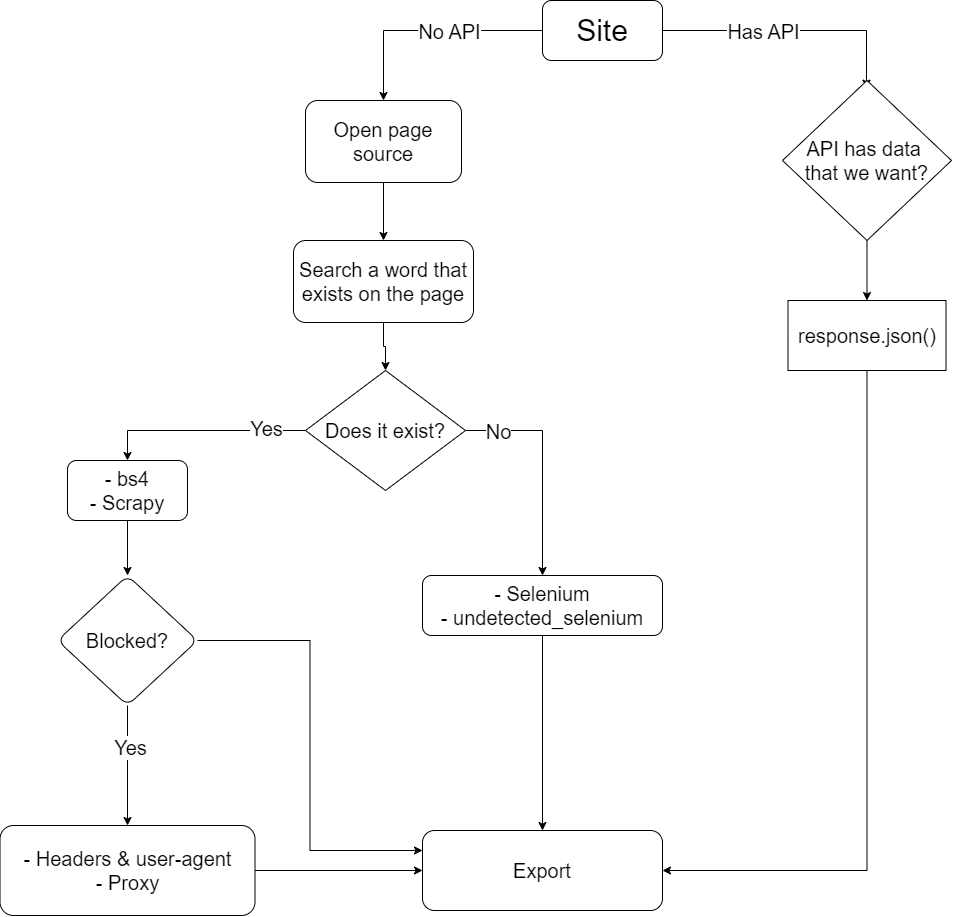 No API
Site
Has API
Open page
source
API has data
that we want?
Search a word that
exists on the page
response.json()
Yes
Does it exist?
No
- bs4
- Scrapy
- Selenium
- undetected_selenium
Blocked?
Yes
- Headers & user-agent
- Proxy
Export